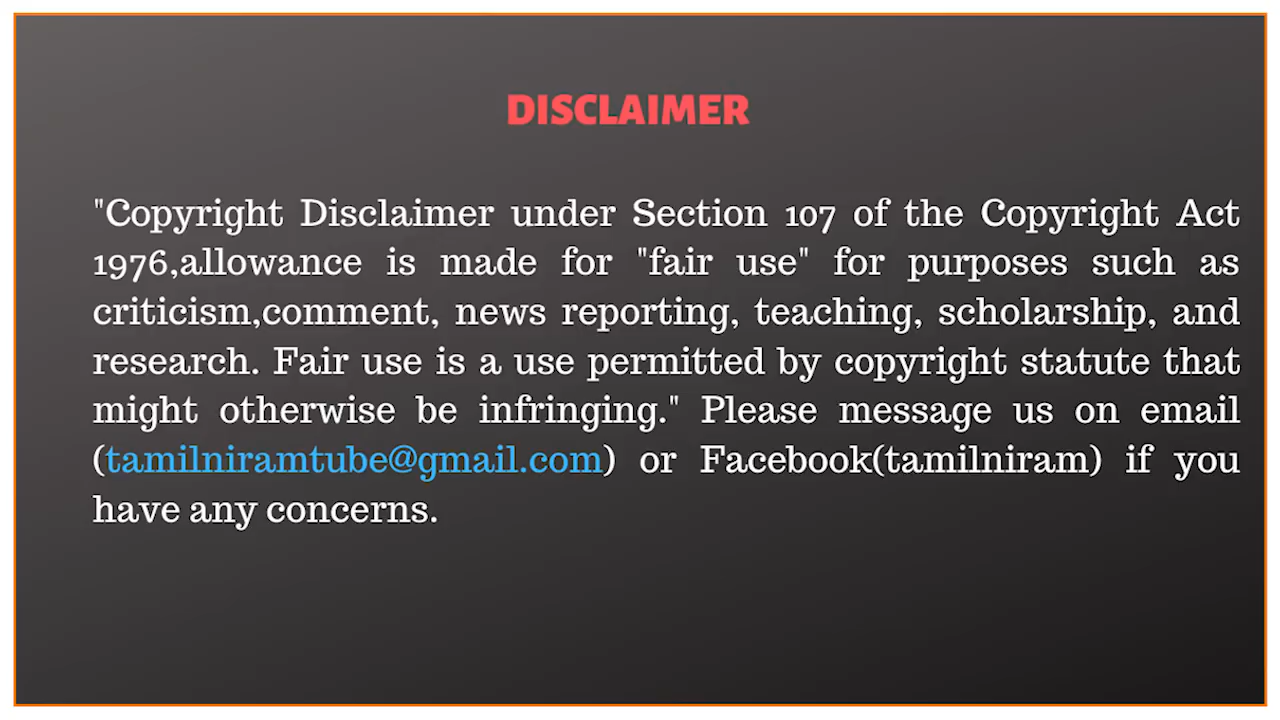 DISCLAIMER
"Copyright Disclaimer under Section 107 of the Copyright Act
1976,allowance is made for "fair use" for purposes such as
criticism,comment, news reporting, teaching, scholarship, and
research. Fair use is a use permitted by copyright statute that
might otherwise be infringing." Please message us on email
(tamilniramtube@gmail.com) or Facebook(tamilniram) if you
have any concerns.